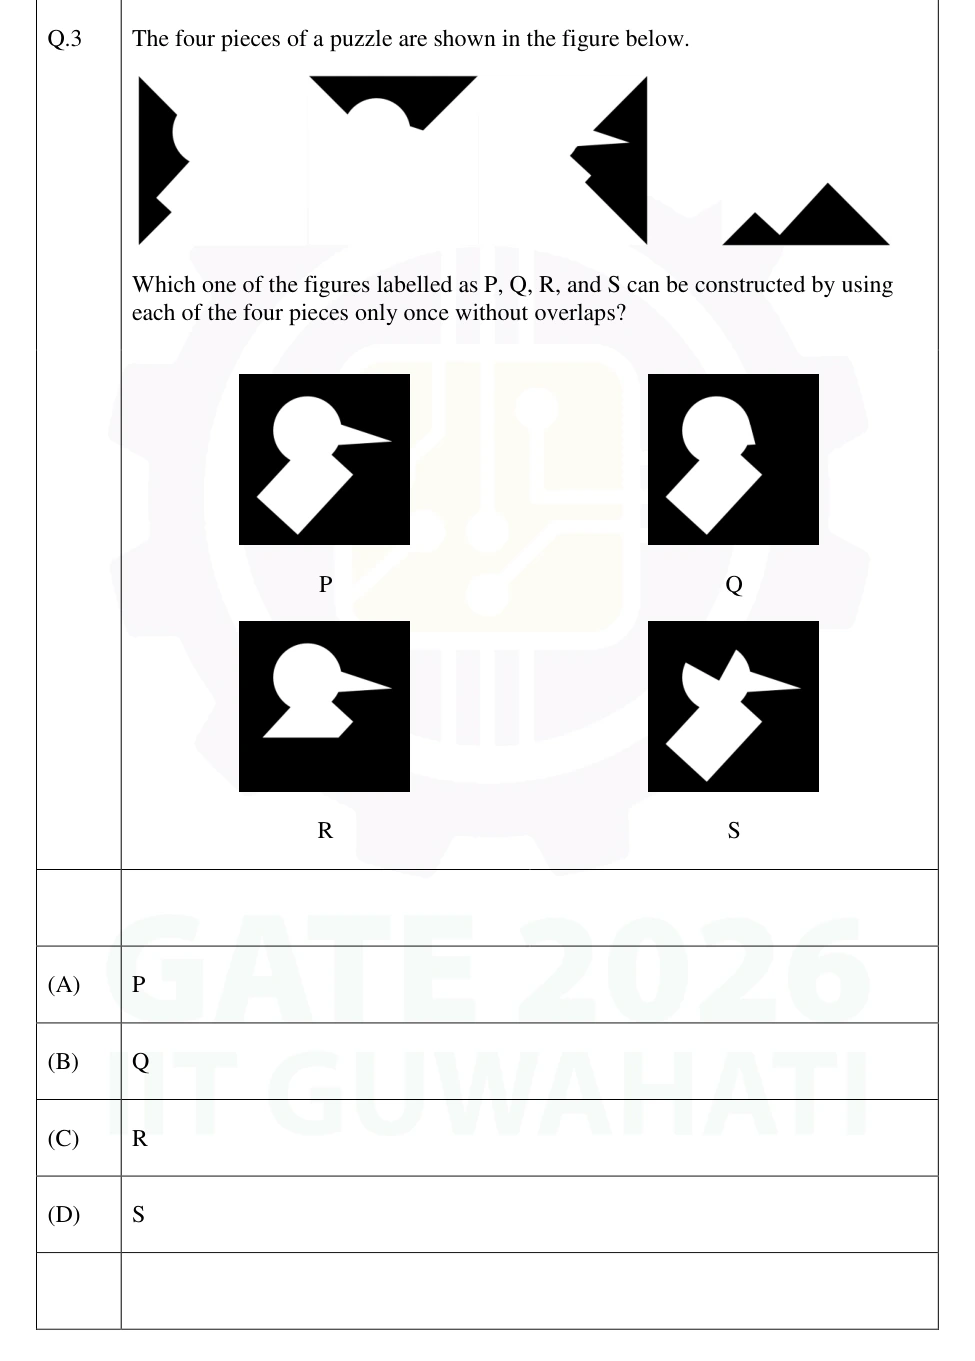 Q.3 The four pieces of a puzzle are shown in the figure below.
Which one of the figures labelled as P, Q, R, and S can be constructed by using
each of the four pieces only once without overlaps?
P Q
R S
GATE 2026
(A) P
IIT GUWAHATI
(B) Q
(C) R
(D) S